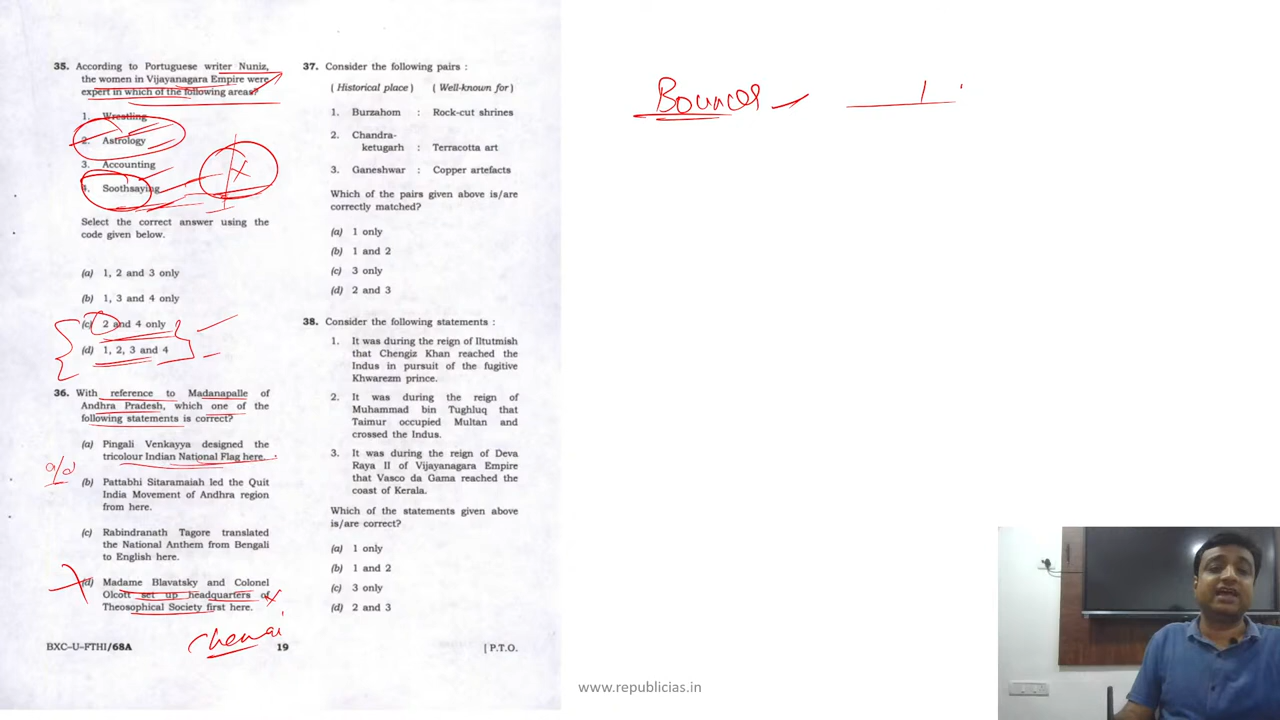 35. According to Portuguese writer Nuniz,
the women in Vijayanagara Empire were
expert in which of the following areas?
1. Wrestling
2. Astrology
3. Accounting
4. Soothsaying
Select the correct answer using the
code given below.
(a) 1, 2 and 3 only
(b) 1, 3 and 4 only
(c) 2 and 4 only
(d) 1, 2, 3 and 4
36. With reference to Madanapalle of
Andhra Pradesh, which one of the
following statements is correct?
(a) Pingali Venkayya designed the
tricolour Indian National Flag here.
a/d
(b) Pattabhi Sitaramaiah led the Quit
India Movement of Andhra region
from here.
(c) Rabindranath Tagore translated
the National Anthem from Bengali
to English here.
(d) Madame Blavatsky and Colonel
Olcott set up headquarters of
Theosophical Society first here.
Chennai
BXC-U-FTHI/68A
19
37. Consider the following pairs :
( Historical place ) ( Well-known for )
1. Burzahom : Rock-cut shrines
2. Chandra-
ketugarh : Terracotta art
3. Ganeshwar : Copper artefacts
Which of the pairs given above is/are
correctly matched?
(a) 1 only
(b) 1 and 2
(c) 3 only
(d) 2 and 3
38. Consider the following statements :
1. It was during the reign of Iltutmish
that Chengiz Khan reached the
Indus in pursuit of the fugitive
Khwarezm prince.
2. It was during the reign of
Muhammad bin Tughluq that
Taimur occupied Multan and
crossed the Indus.
3. It was during the reign of Deva
Raya II of Vijayanagara Empire
that Vasco da Gama reached the
coast of Kerala.
Which of the statements given above
is/are correct?
(a) 1 only
(b) 1 and 2
(c) 3 only
(d) 2 and 3
[ P.T.O.
Bouncer
www.republicias.in